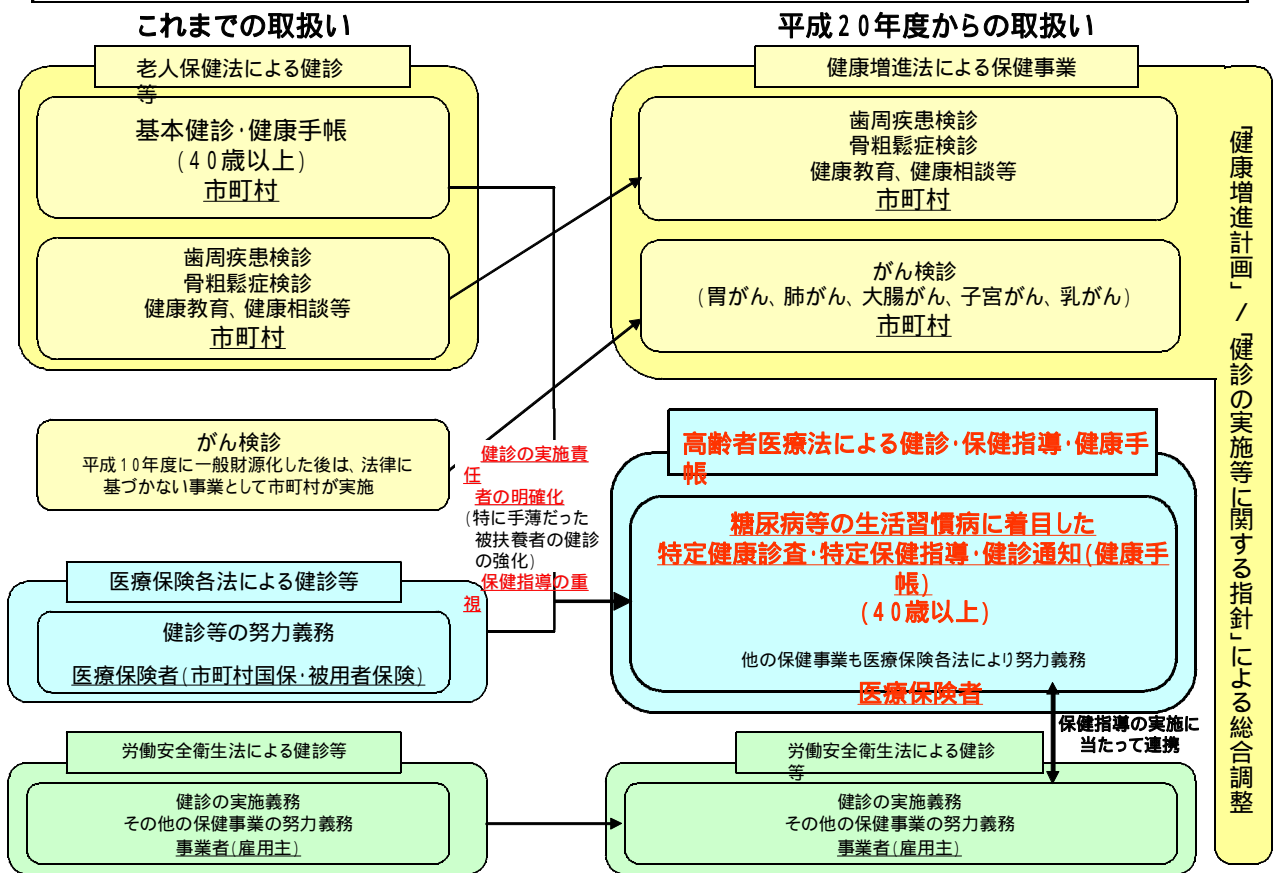 これまでの取扱い
老人保健法による健診
等
基本健診・健康手帳
(40歳以上)
市町村
歯周疾患検診
骨粗鬆症検診
健康教育、健康相談等
市町村
がん検診
平成10年度に一般財源化した後は、法律に
基づかない事業として市町村が実施
医療保険各法による健診等
健診等の努力義務
医療保険者(市町村国保・被用者保険)
労働安全衛生法による健診等
健診の実施義務
その他の保健事業の努力義務
事業者(雇用主)
健診の実施責
任
者の明確化
(特に手薄だった
被扶養者の健診
の強化)
保健指導の重
視
平成20年度からの取扱い
健康増進法による保健事業
歯周疾患検診
骨粗鬆症検診
健康教育、健康相談等
市町村
がん検診
(胃がん、肺がん、大腸がん、子宮がん、乳がん)
市町村
高齢者医療法による健診・保健指導・健康手
帳
糖尿病等の生活習慣病に着目した
特定健康診査・特定保健指導・健診通知(健康手
帳)
(40歳以上)
他の保健事業も医療保険各法により努力義務
医療保険者
保健指導の実施に
当たって連携
労働安全衛生法による健診
等
健診の実施義務
その他の保健事業の努力義務
事業者(雇用主)
「健康増進計画」/「健診の実施等に関する指針」による総合調整